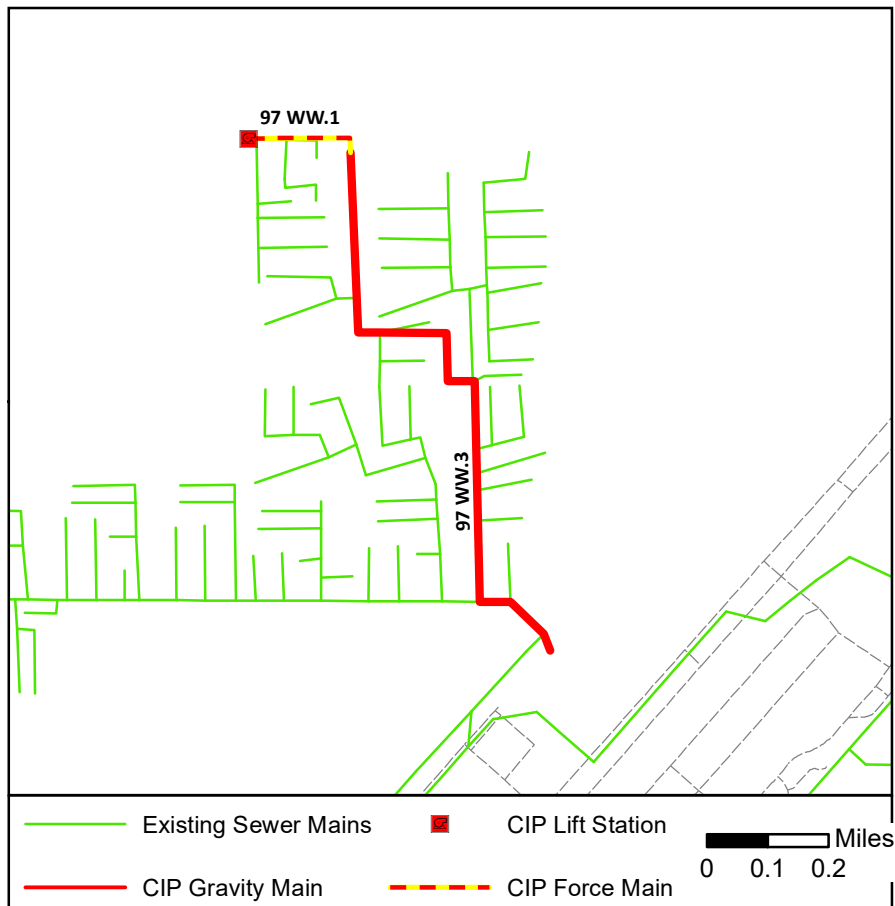 97 WW.1
97 WW.3
Existing Sewer Mains
CIP Lift Station
Miles
0 0.1 0.2
CIP Gravity Main
CIP Force Main